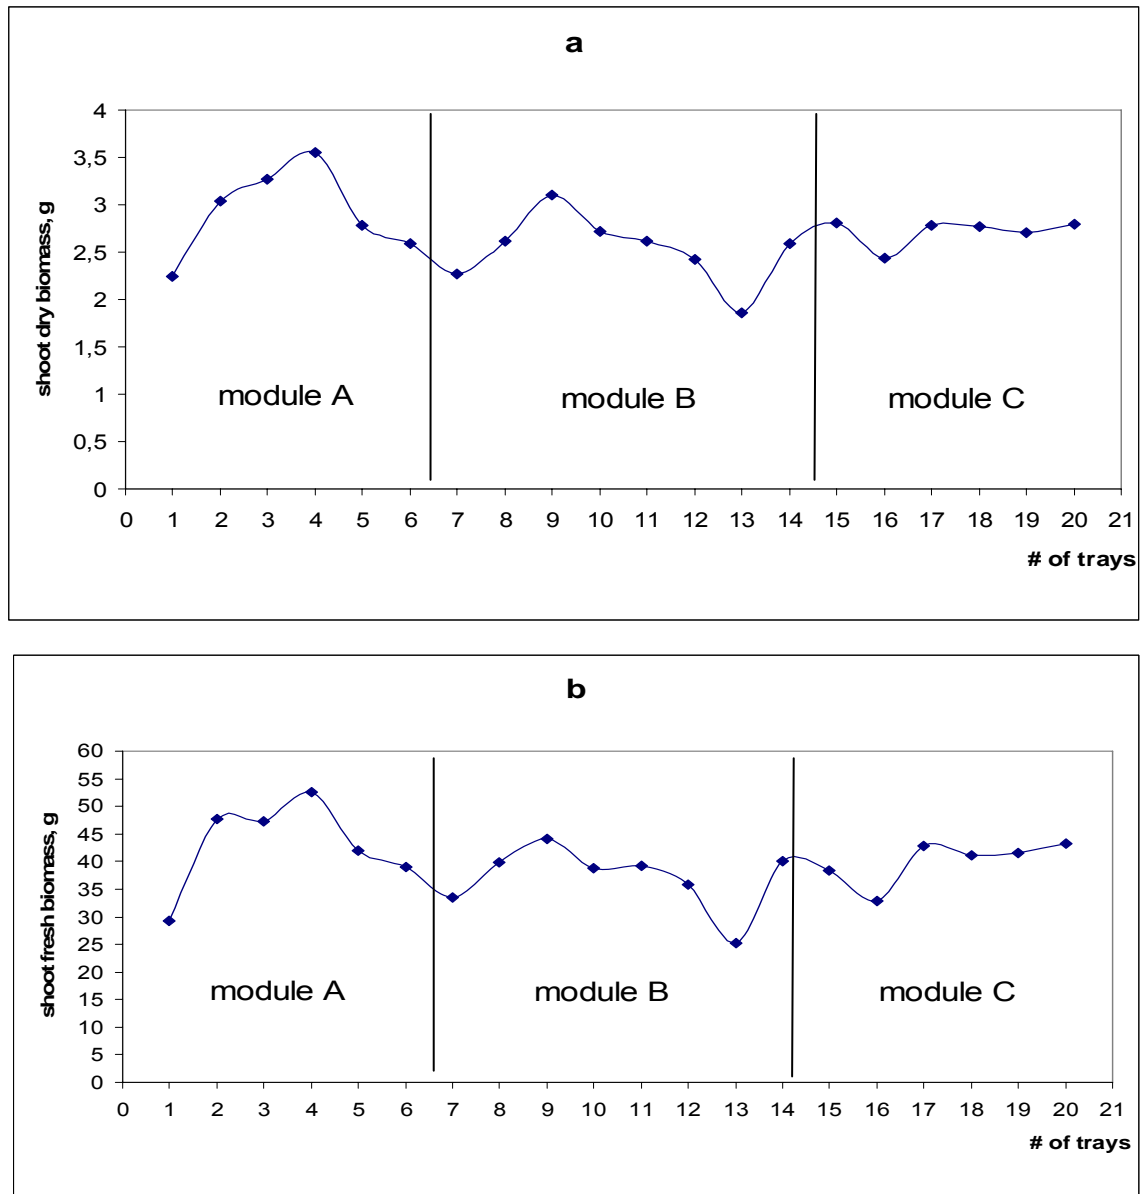 a
shoot dry biomass, g
4
3,5
3
2,5
2
1,5
1
0,5
0
module A module B module C
0 1 2 3 4 5 6 7 8 9 10 11 12 13 14 15 16 17 18 19 20 21
# of trays
b
shoot fresh biomass, g
60
55
50
45
40
35
30
25
20
15
10
5
0
module A module B module C
0 1 2 3 4 5 6 7 8 9 10 11 12 13 14 15 16 17 18 19 20 21
# of trays